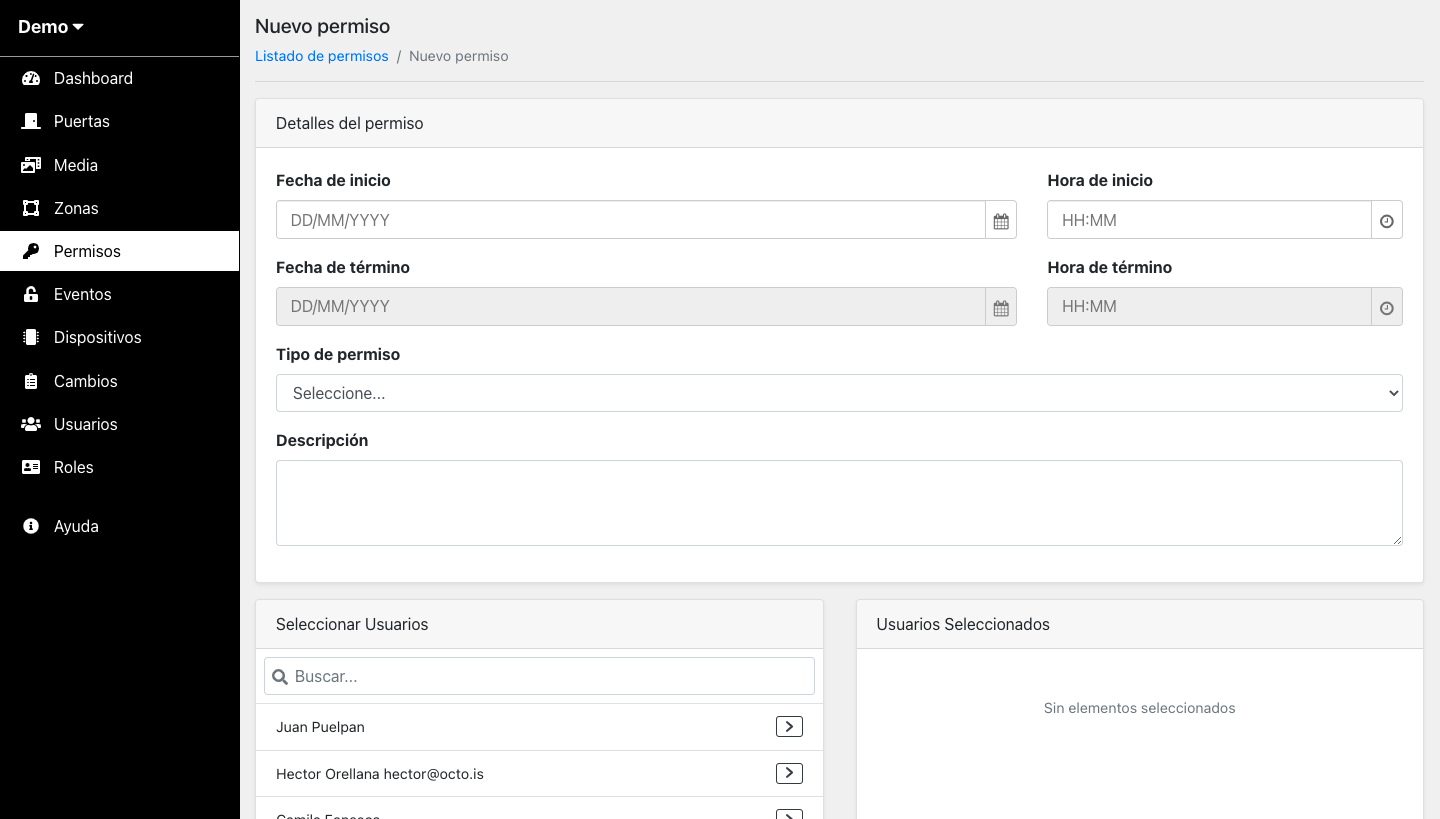 Demo
Dashboard
Puertas
Media
Zonas
Permisos
Eventos
Dispositivos
Cambios
Usuarios
Roles
Ayuda
Nuevo permiso
Listado de permisos / Nuevo permiso
Detalles del permiso
Fecha de inicio
Hora de inicio
DD/MM/YYYY
HH:MM
Fecha de término
Hora de término
DD/MM/YYYY
HH:MM
Tipo de permiso
Seleccione...
Descripción
Seleccionar Usuarios
Buscar...
Juan Puelpan
Hector Orellana hector@octo.is
Usuarios Seleccionados
Sin elementos seleccionados